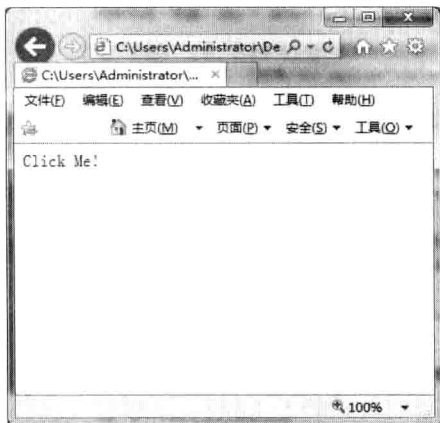 C:\Users\Administrator\De
C:\Users\Administrator\...
文件(F) 编辑(E) 查看(V) 收藏夹(A) 工具(T) 帮助(H)
主页(M) 页面(P) 安全(S) 工具(O)
Click Me!
100%